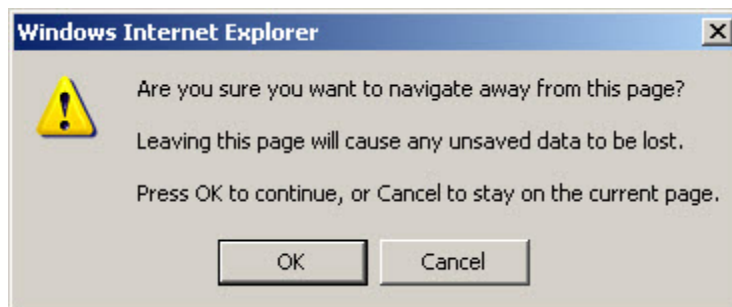 Windows Internet Explorer
Are you sure you want to navigate away from this page?
Leaving this page will cause any unsaved data to be lost.
Press OK to continue, or Cancel to stay on the current page.
OK
Cancel